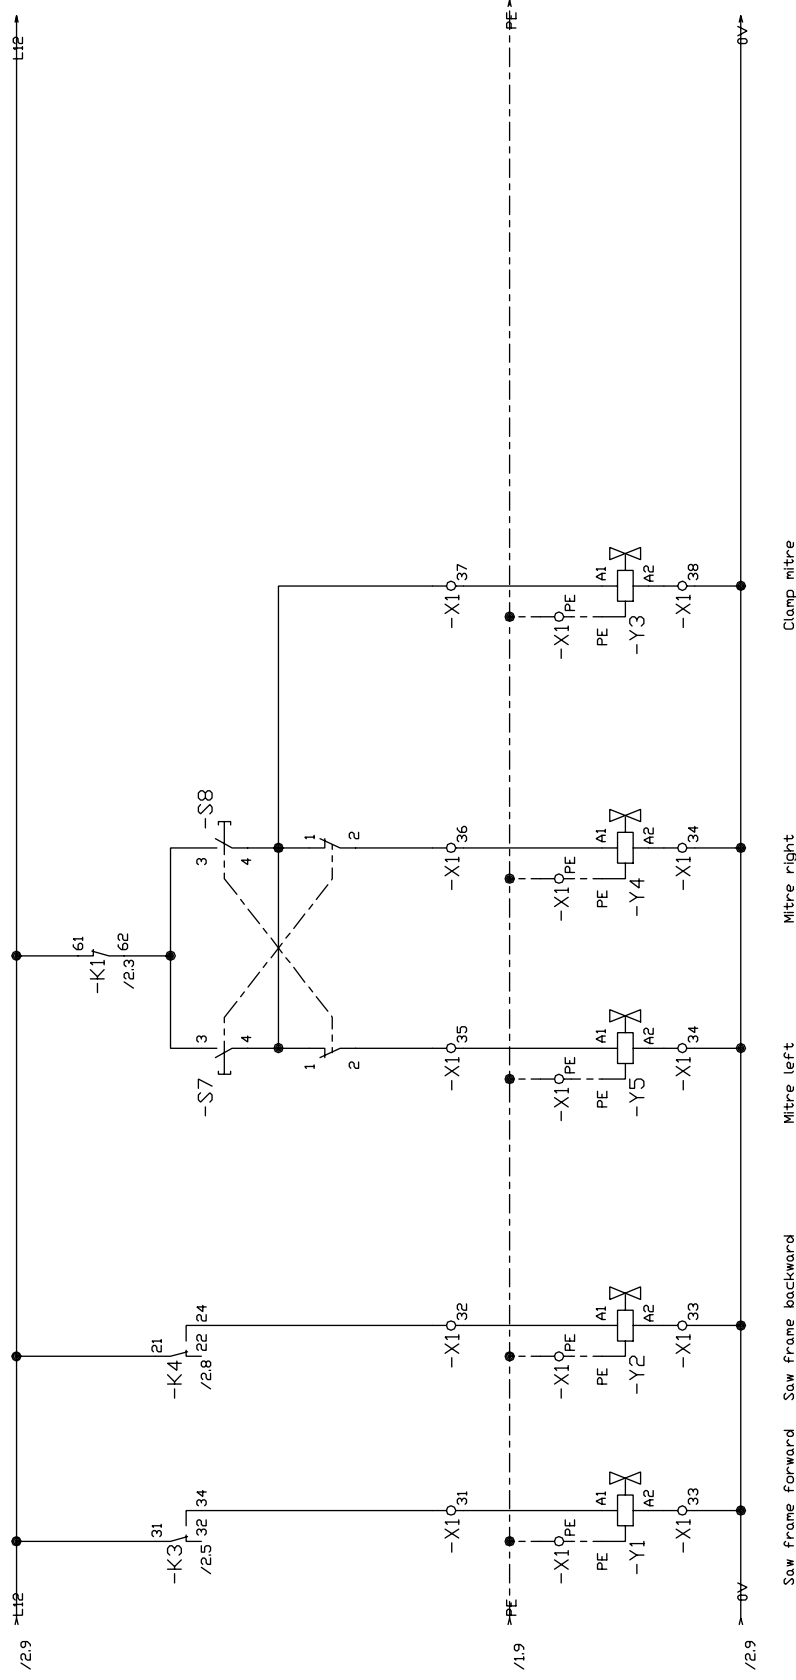 /2.9
L12
L12
-K3
31
32
34
/2.5
-K4
21
22
24
/2.8
-K1
61
62
/2.3
-S7
3
4
1
2
-S8
3
4
1
2
-X1
31
-X1
32
-X1
35
-X1
36
-X1
37
/1.9
PE
PE
-X1
PE
PE
-Y1
A1
A2
-X1
PE
PE
-Y2
A1
A2
-X1
PE
PE
-Y5
A1
A2
-X1
PE
PE
-Y4
A1
A2
-X1
PE
PE
-Y3
A1
A2
-X1
33
-X1
33
-X1
34
-X1
34
-X1
38
/2.9
0V
0V
Saw frame forward
Saw frame backward
Mitre left
Mitre right
Clamp mitre